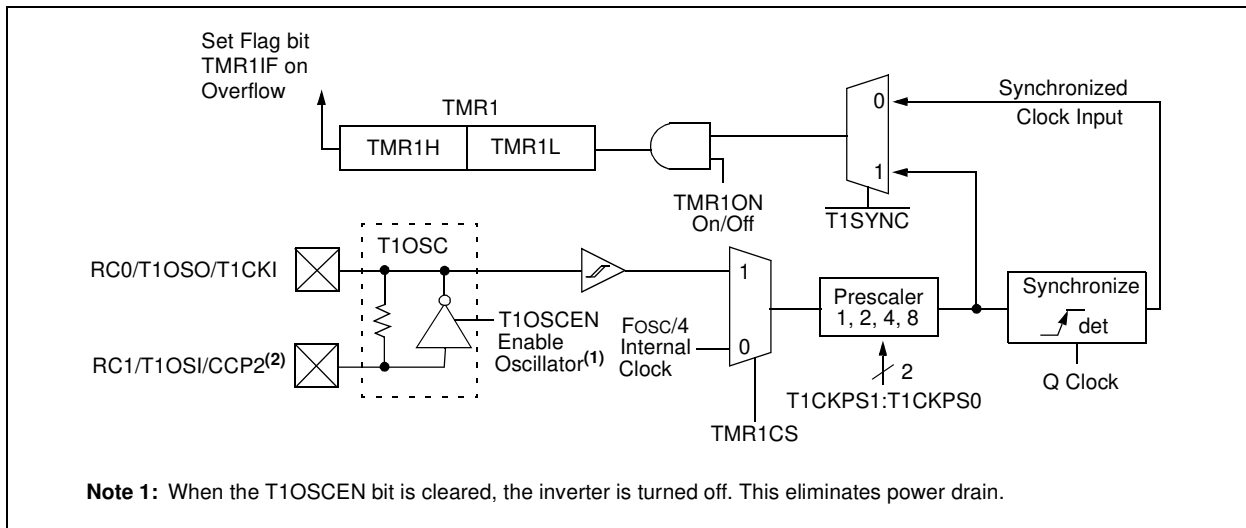 Set Flag bit
TMR1IF on
Overflow
TMR1
TMR1H
TMR1L
TMR1ON
On/Off
0
1
T1SYNC
Synchronized
Clock Input
RC0/T1OSO/T1CKI
T1OSC
RC1/T1OSI/CCP2(2)
T1OSCEN
Enable
Oscillator(1)
FOSC/4
Internal
Clock
1
0
TMR1CS
Prescaler
1, 2, 4, 8
2
T1CKPS1:T1CKPS0
Synchronize
det
Q Clock
Note 1: When the T1OSCEN bit is cleared, the inverter is turned off. This eliminates power drain.